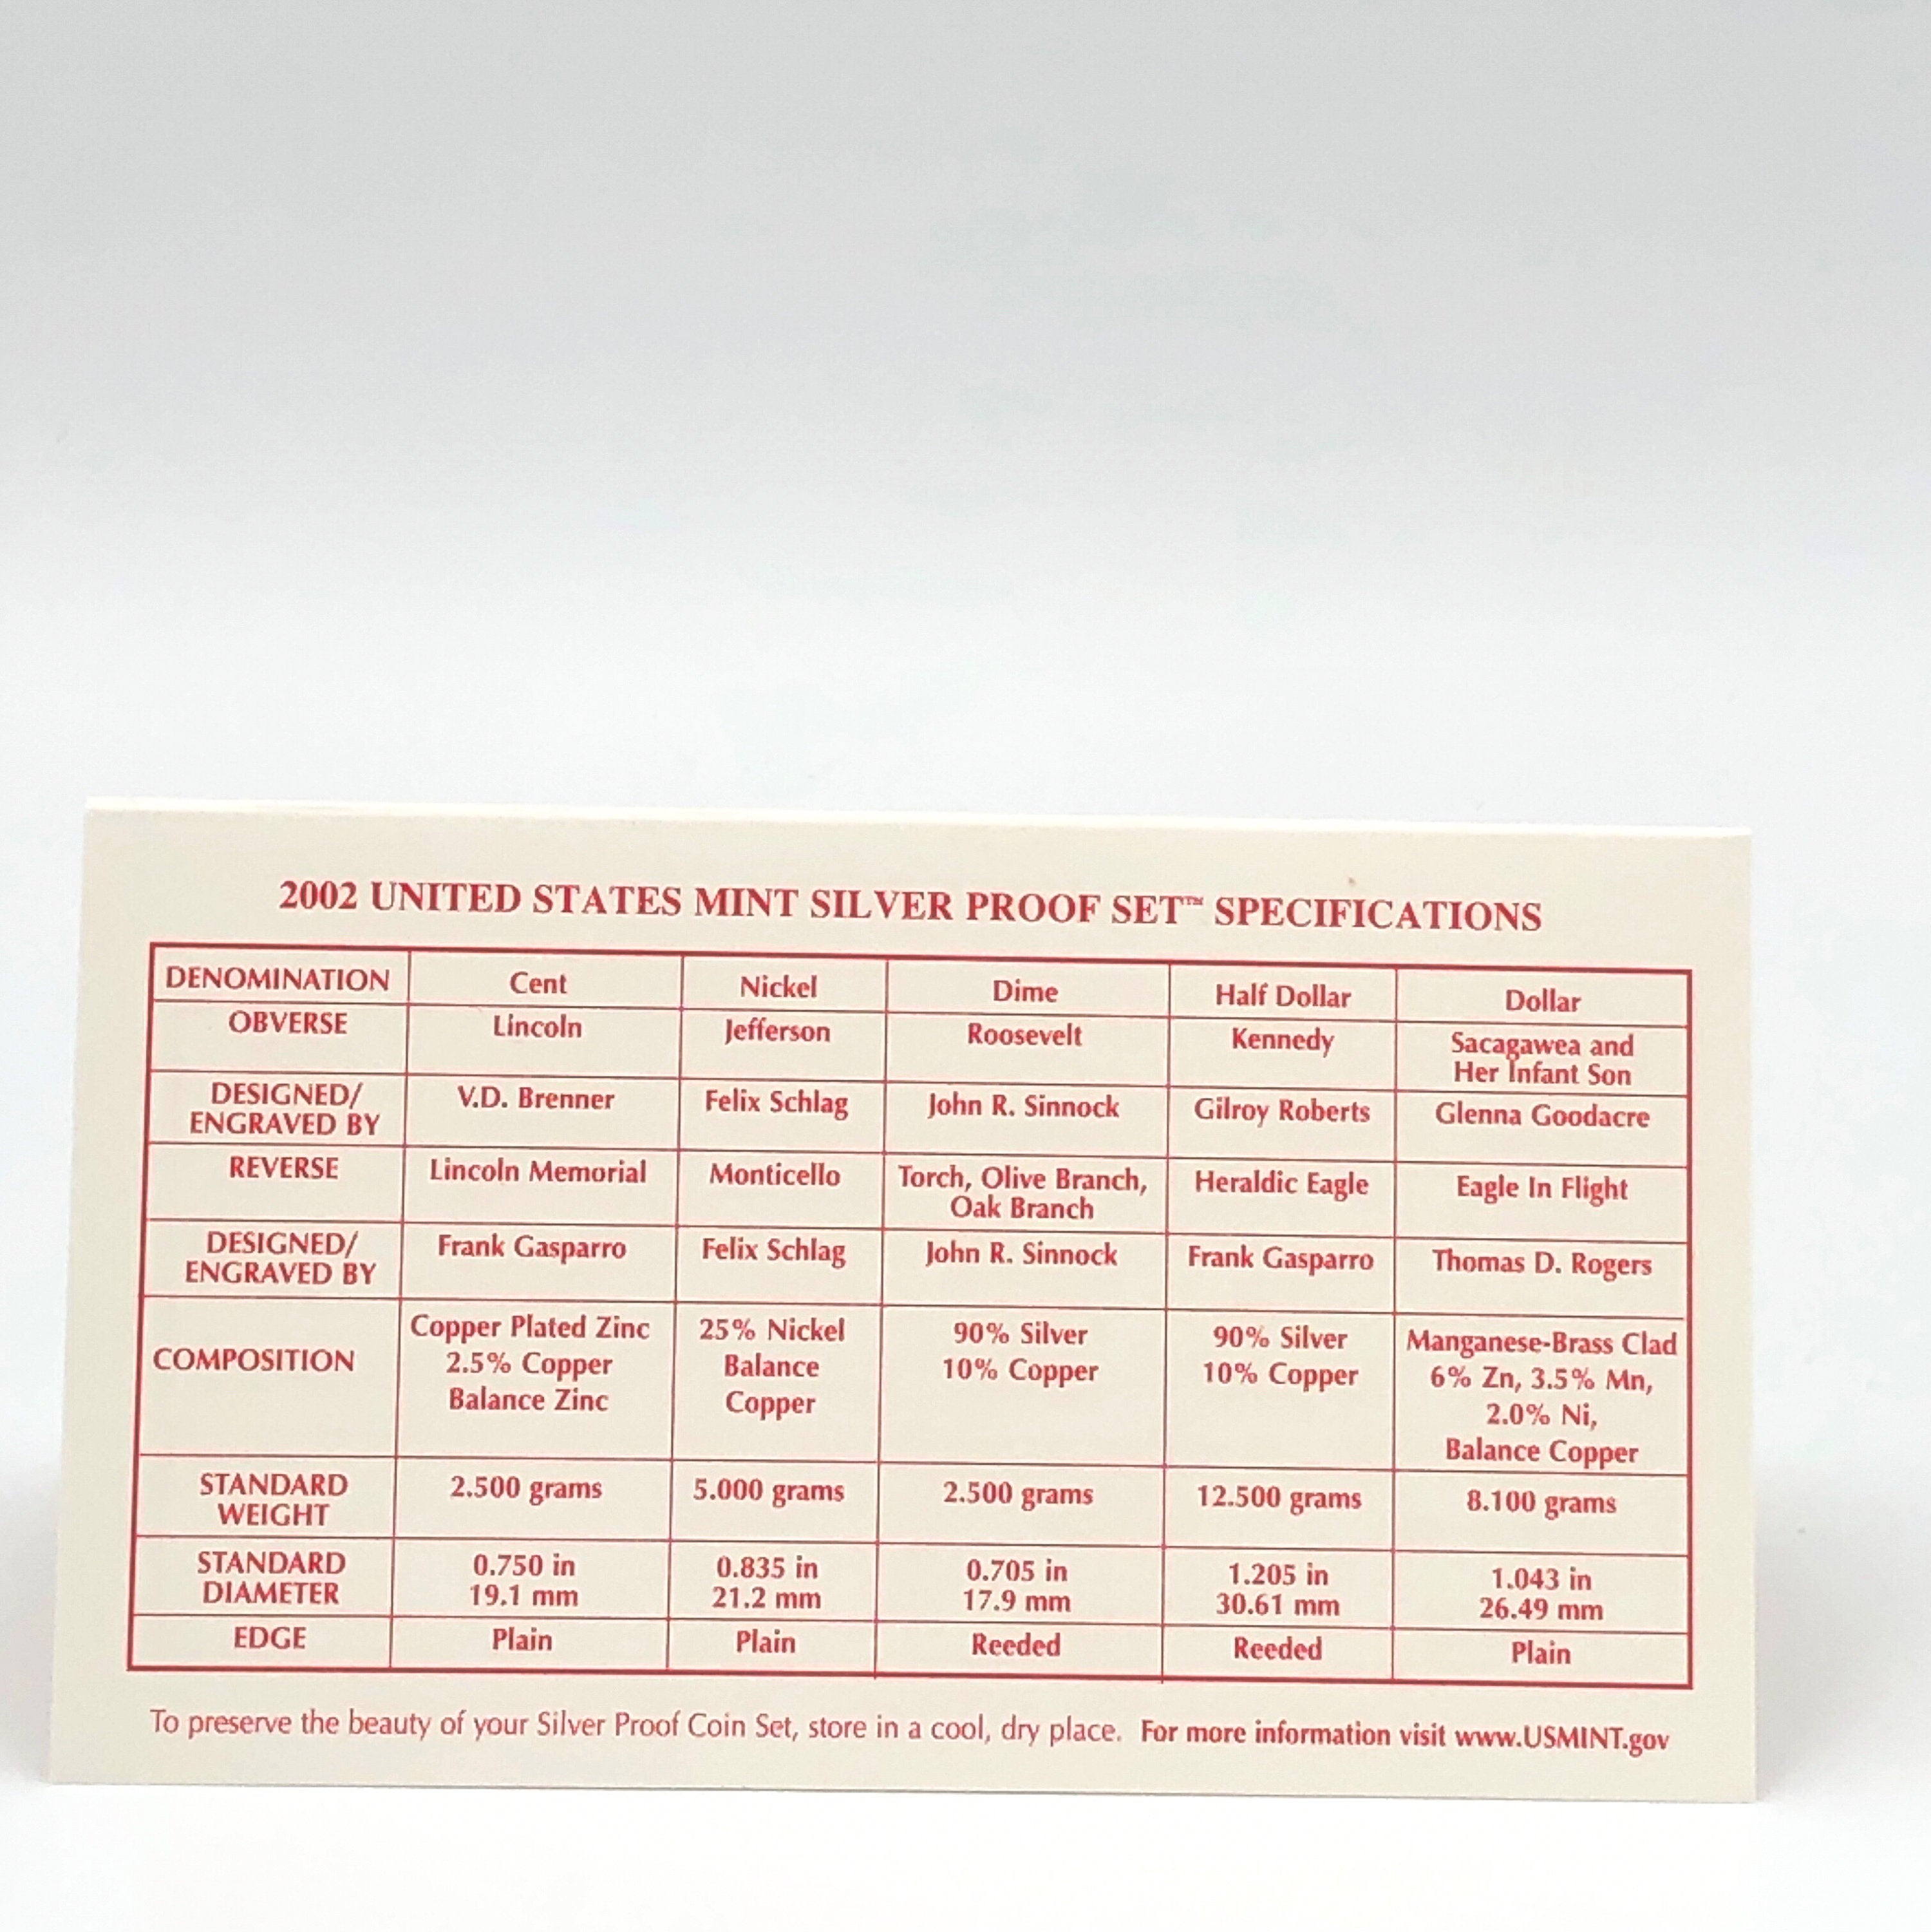 2002 UNITED STATES MINT SILVER PROOF SET™ SPECIFICATIONS
DENOMINATION Cent Nickel Dime Half Dollar Dollar
OBVERSE Lincoln Jefferson Roosevelt Kennedy Sacagawea and
Her Infant Son
DESIGNED/ V.D. Brenner Felix Schlag John R. Sinnock Gilroy Roberts Glenna Goodacre
ENGRAVED BY
REVERSE Lincoln Memorial Monticello Torch, Olive Branch, Heraldic Eagle Eagle In Flight
Oak Branch
DESIGNED/ Frank Gasparro Felix Schlag John R. Sinnock Frank Gasparro Thomas D. Rogers
ENGRAVED BY
Copper Plated Zinc 25% Nickel 90% Silver 90% Silver Manganese-Brass Clad
COMPOSITION 2.5% Copper Balance 10% Copper 10% Copper 6% Zn, 3.5% Mn,
Balance Zinc Copper 2.0% Ni,
Balance Copper
STANDARD 2.500 grams 5.000 grams 2.500 grams 12.500 grams 8.100 grams
WEIGHT
STANDARD 0.750 in 0.835 in 0.705 in 1.205 in 1.043 in
DIAMETER 19.1 mm 21.2 mm 17.9 mm 30.61 mm 26.49 mm
EDGE Plain Plain Reeded Reeded Plain
To preserve the beauty of your Silver Proof Coin Set, store in a cool, dry place. For more information visit www.USMINT.gov